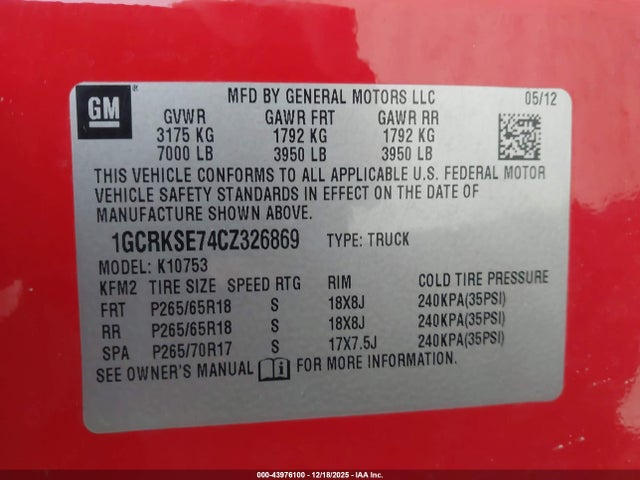 GM ®
MFD BY GENERAL MOTORS LLC 05/12
GVWR GAWR FRT GAWR RR
3175 KG 1792 KG 1792 KG
7000 LB 3950 LB 3950 LB
THIS VEHICLE CONFORMS TO ALL APPLICABLE U.S. FEDERAL MOTOR
VEHICLE SAFETY STANDARDS IN EFFECT ON THE DATE OF
MANUFACTURE SHOWN ABOVE.
1GCRKSE74CZ326869 TYPE: TRUCK
MODEL: K10753
KFM2 TIRE SIZE SPEED RTG RIM COLD TIRE PRESSURE
FRT P265/65R18 S 18X8J 240KPA(35PSI)
RR P265/65R18 S 18X8J 240KPA(35PSI)
SPA P265/70R17 S 17X7.5J 240KPA(35PSI)
SEE OWNER'S MANUAL i FOR MORE INFORMATION.
000-43976100 - 12/18/2025 - IAA Inc.